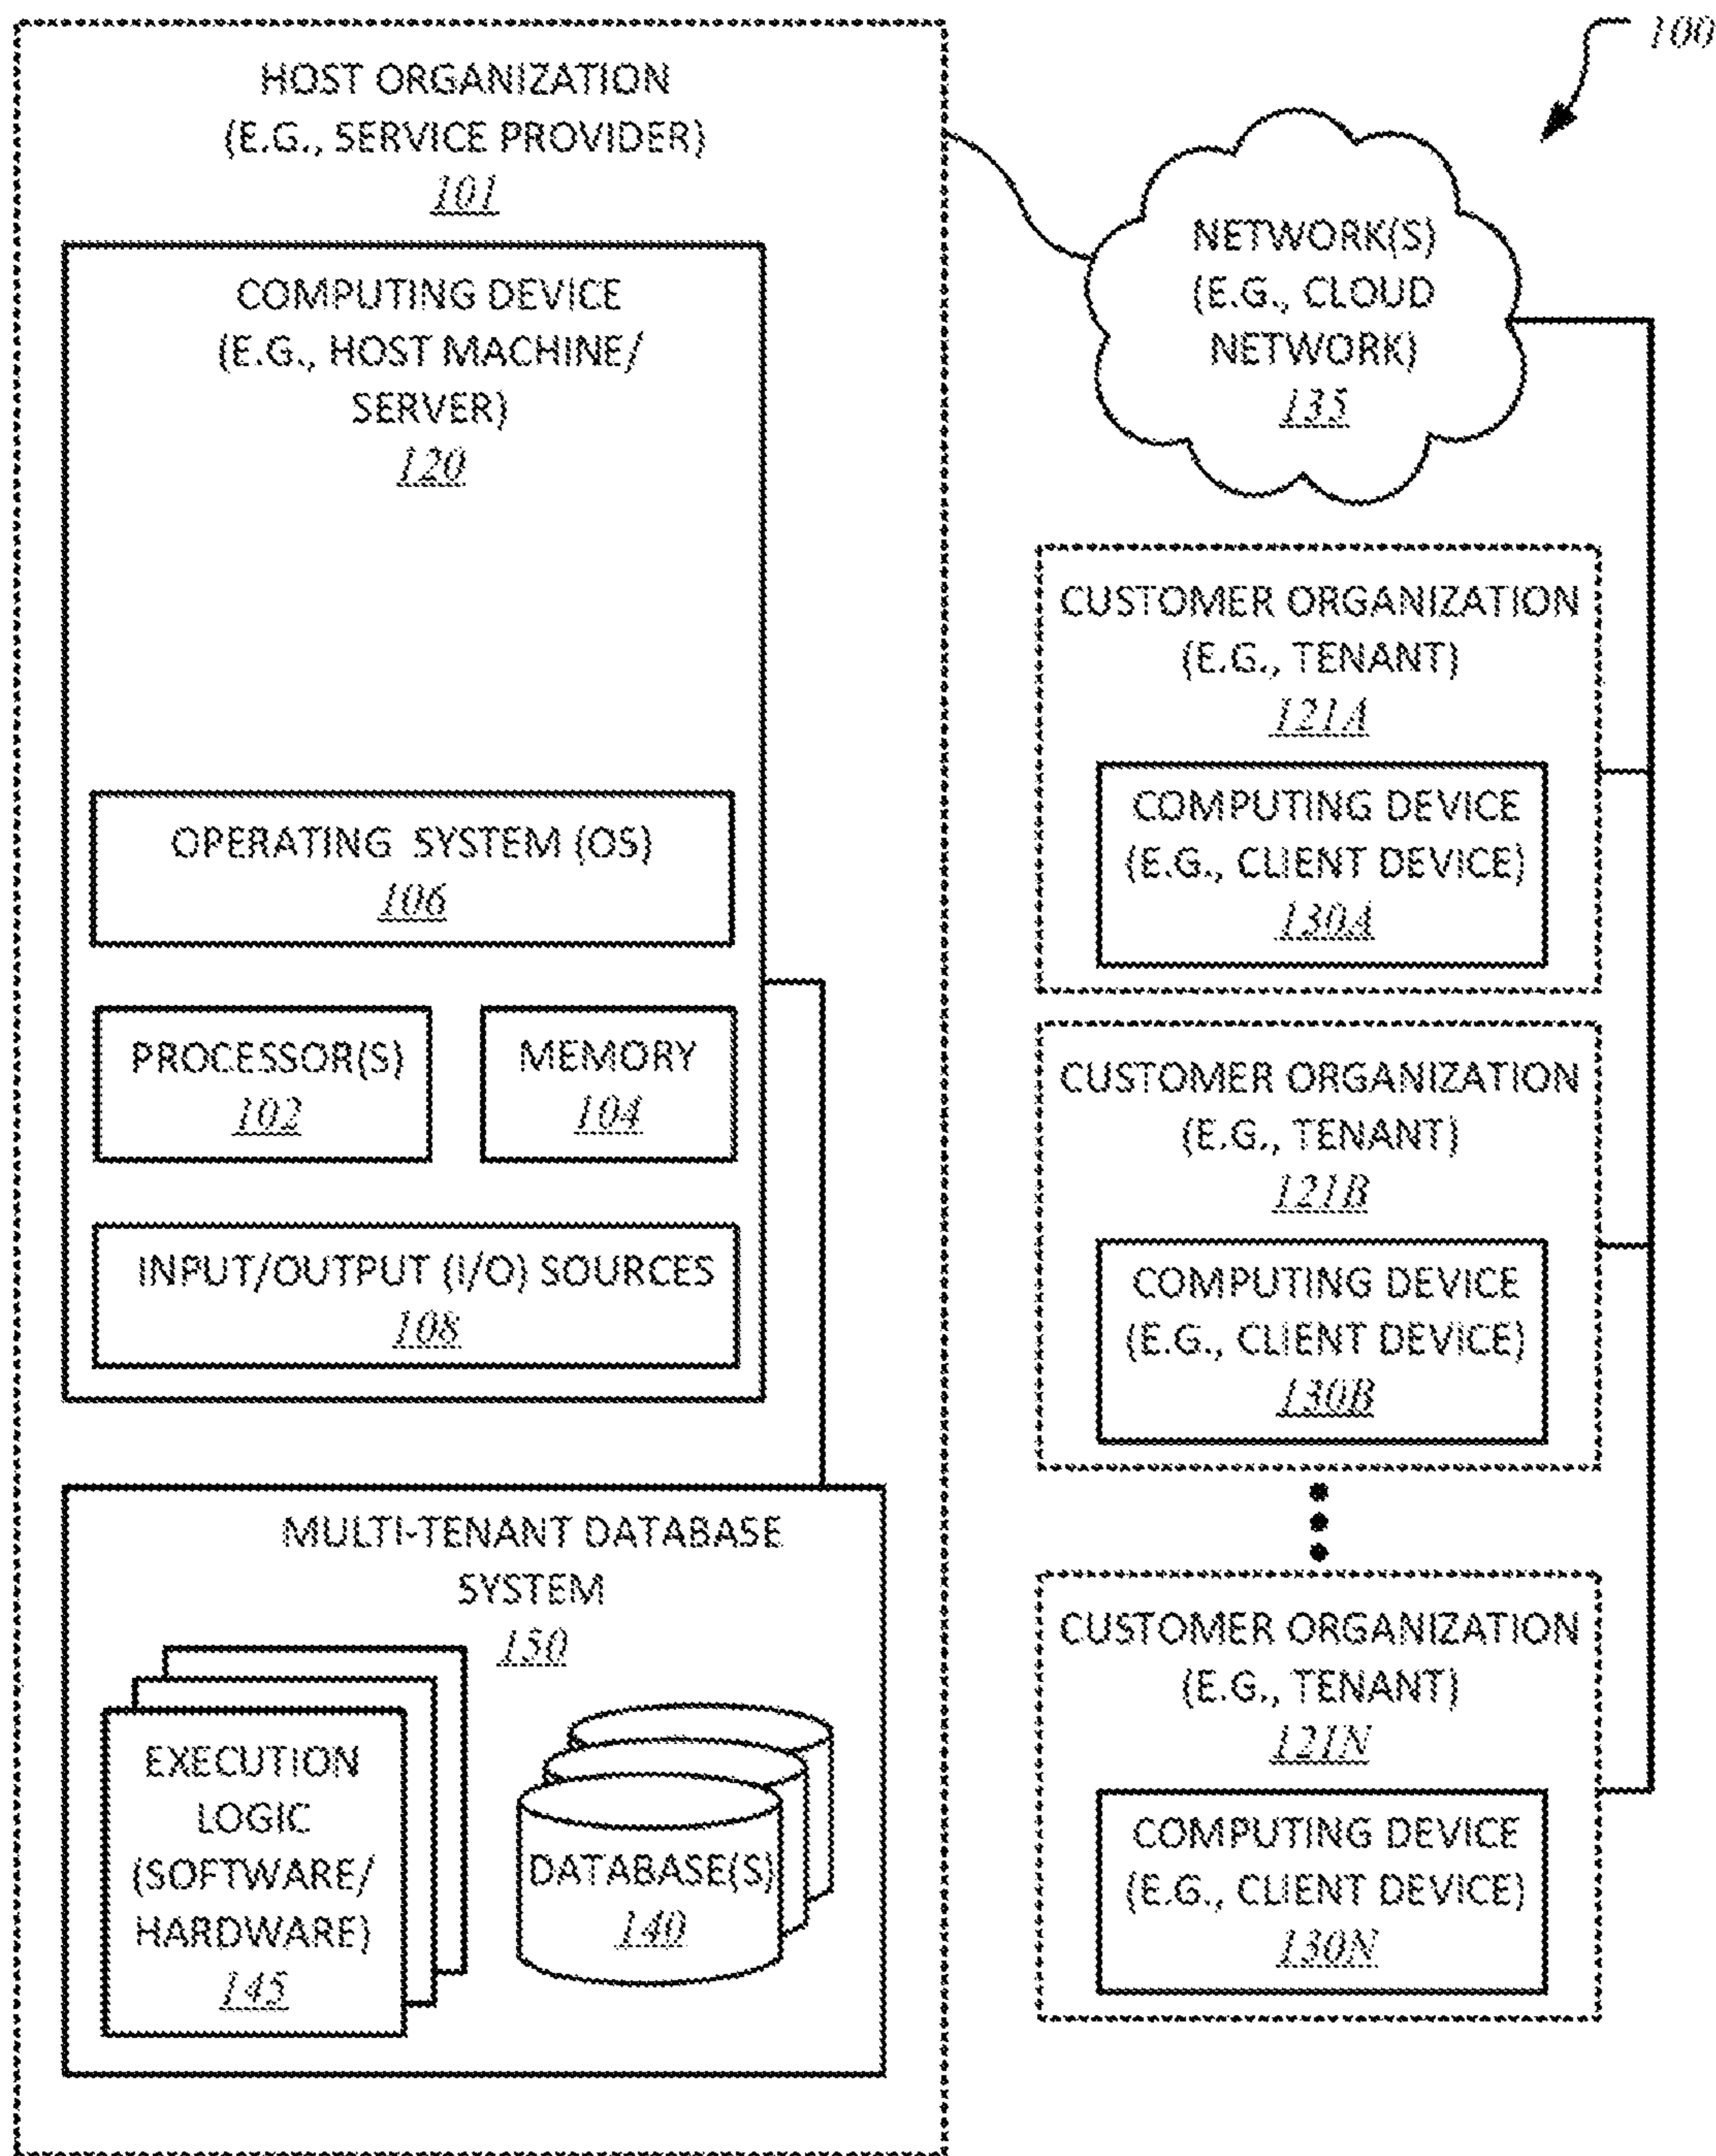 100
HOST ORGANIZATION
(E.G., SERVICE PROVIDER)
101
COMPUTING DEVICE
(E.G., HOST MACHINE/
SERVER)
120
OPERATING SYSTEM (OS)
106
PROCESSOR(S)
102
MEMORY
104
INPUT/OUTPUT (I/O) SOURCES
108
MULTI-TENANT DATABASE
SYSTEM
150
EXECUTION
LOGIC
(SOFTWARE/
HARDWARE)
145
DATABASE(S)
140
NETWORK(S)
(E.G., CLOUD
NETWORK)
135
CUSTOMER ORGANIZATION
(E.G., TENANT)
121A
COMPUTING DEVICE
(E.G., CLIENT DEVICE)
130A
CUSTOMER ORGANIZATION
(E.G., TENANT)
121B
COMPUTING DEVICE
(E.G., CLIENT DEVICE)
130B
CUSTOMER ORGANIZATION
(E.G., TENANT)
121N
COMPUTING DEVICE
(E.G., CLIENT DEVICE)
130N